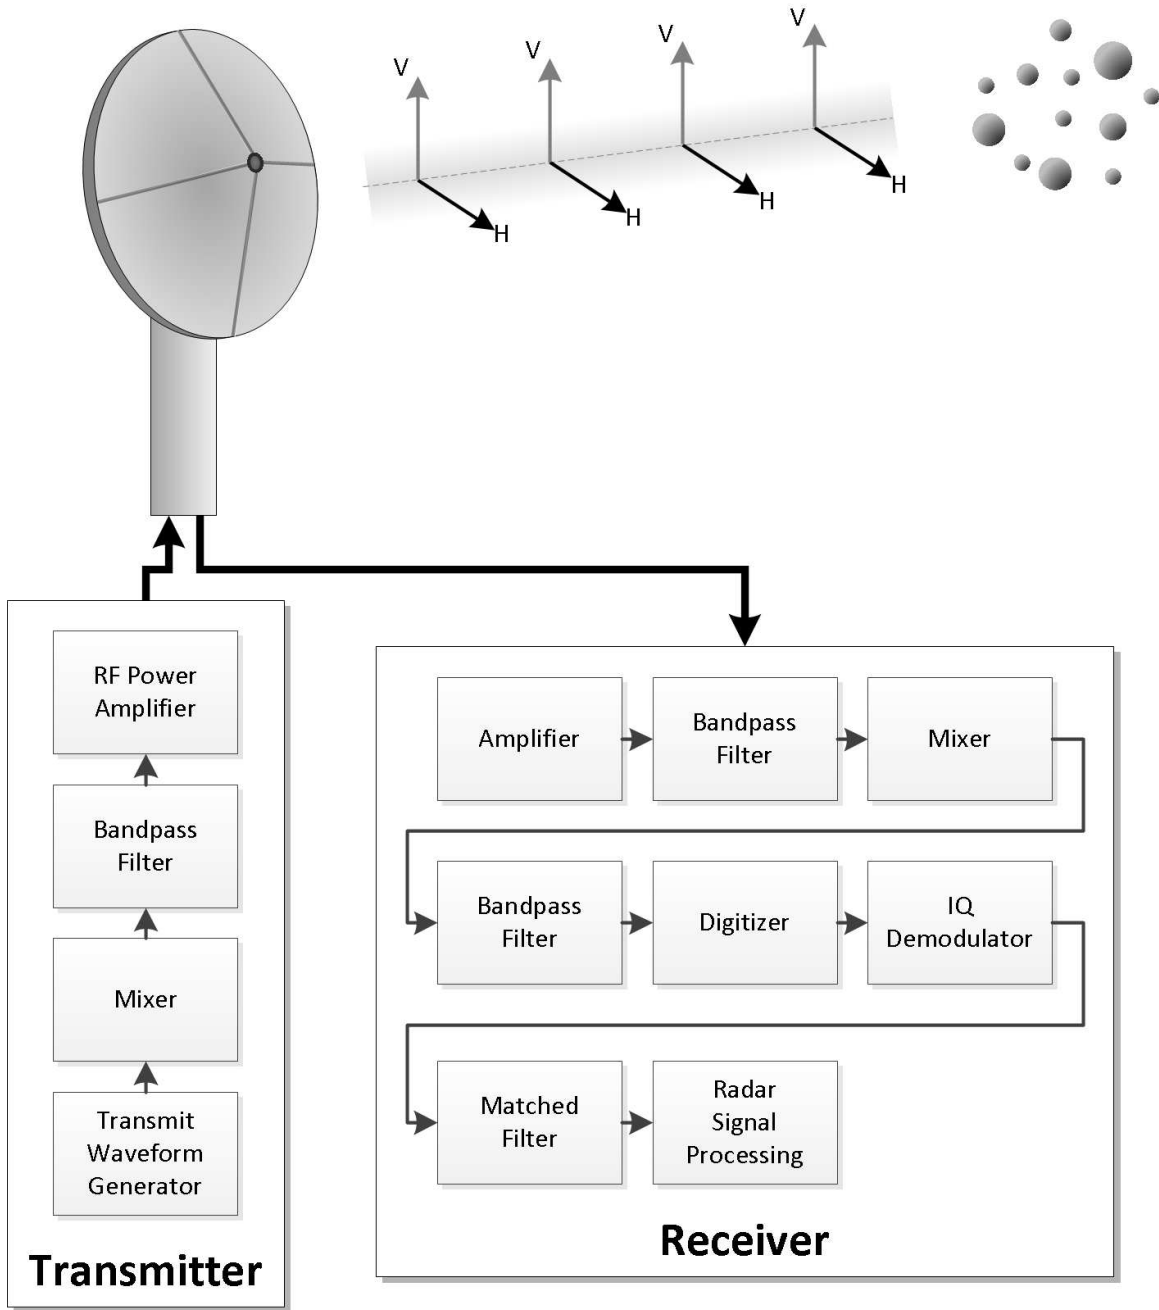 V
V
V
V
H
H
H
H
RF Power
Amplifier
Bandpass
Filter
Mixer
Transmit
Waveform
Generator
Transmitter
Amplifier
Bandpass
Filter
Mixer
Bandpass
Filter
Digitizer
IQ
Demodulator
Matched
Filter
Radar
Signal
Processing
Receiver